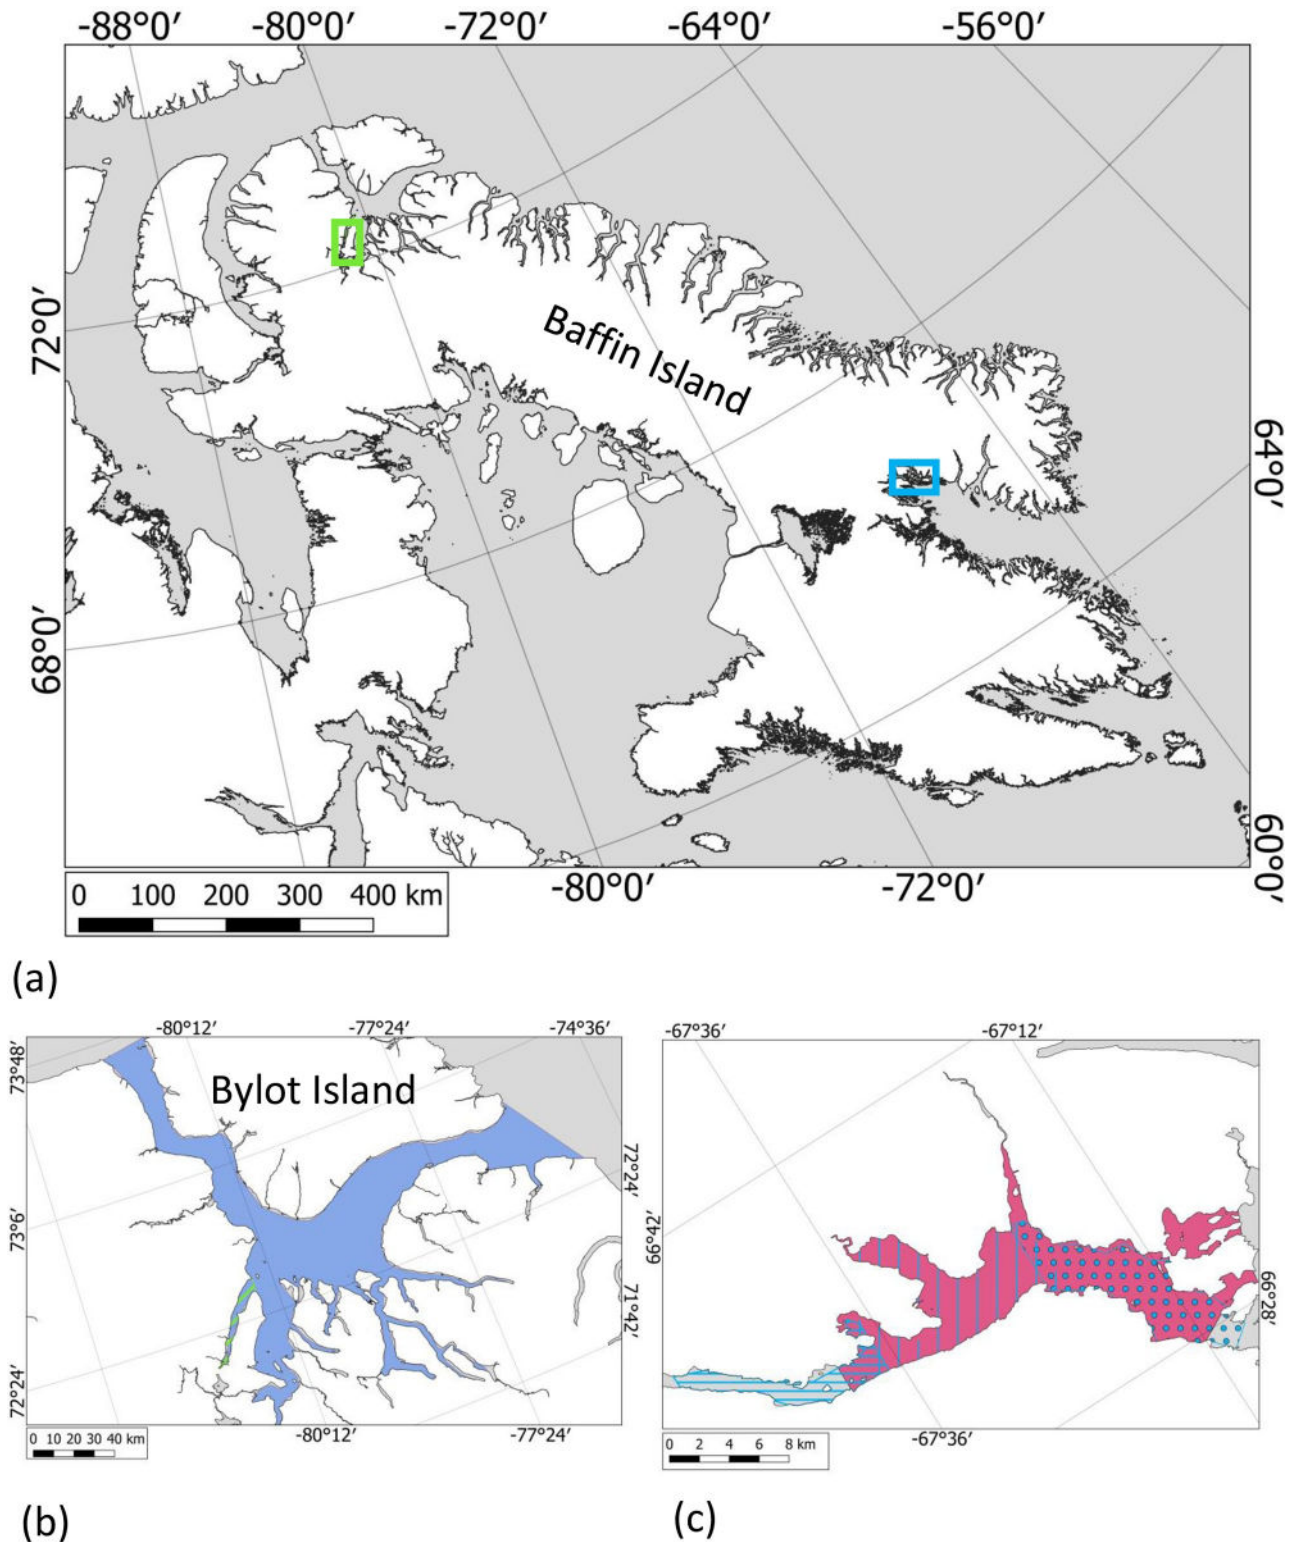 -88°0′ -80°0′ -72°0′ -64°0′ -56°0′
72°0′
Baffin Island
64°0′
68°0′
60°0′
-80°0′ -72°0′
0 100 200 300 400 km
(a)
-80°12′ -77°24′ -74°36′
73°48′
Bylot Island
72°24′
73°6′
71°42′
72°24′
-80°12′ -77°24′
0 10 20 30 40 km
(b)
-67°36′ -67°12′
66°42′
66°28′
-67°36′
0 2 4 6 8 km
(c)